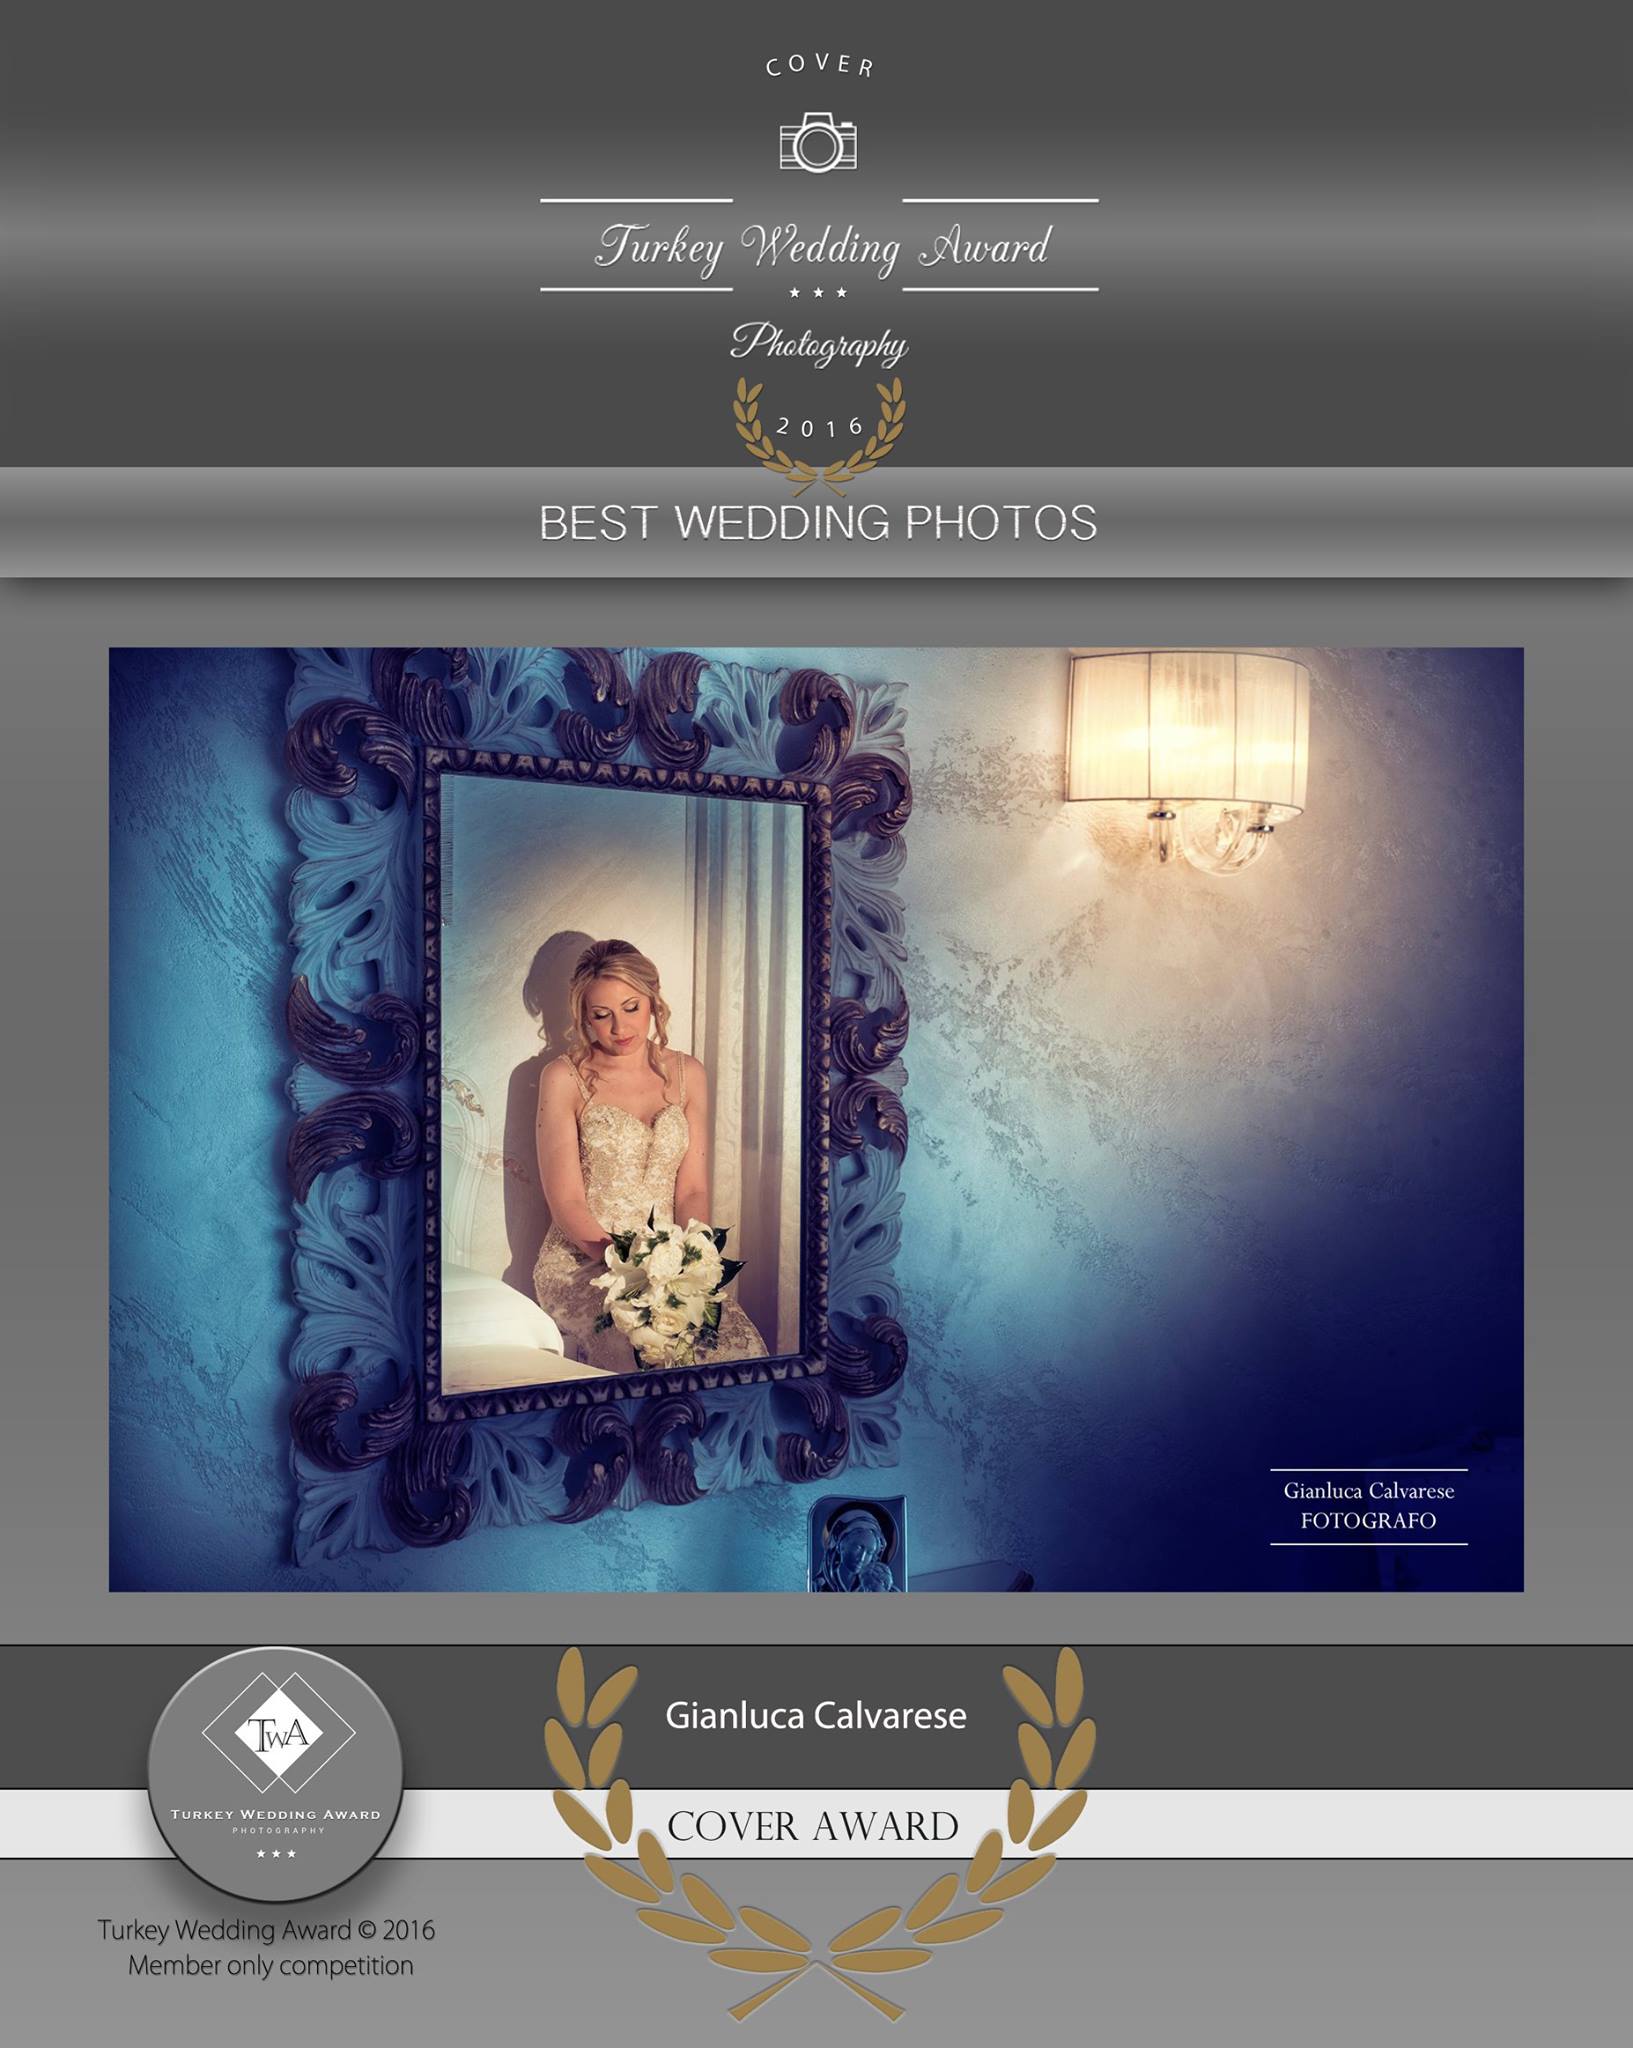 COVER
Turkey Wedding Award
Photography
2016
BEST WEDDING PHOTOS
Gianluca Calvarese
FOTOGRAFO
Gianluca Calvarese
TWA
TURKEY WEDDING AWARD
PHOTOGRAPHY
COVER AWARD
Turkey Wedding Award © 2016
Member only competition